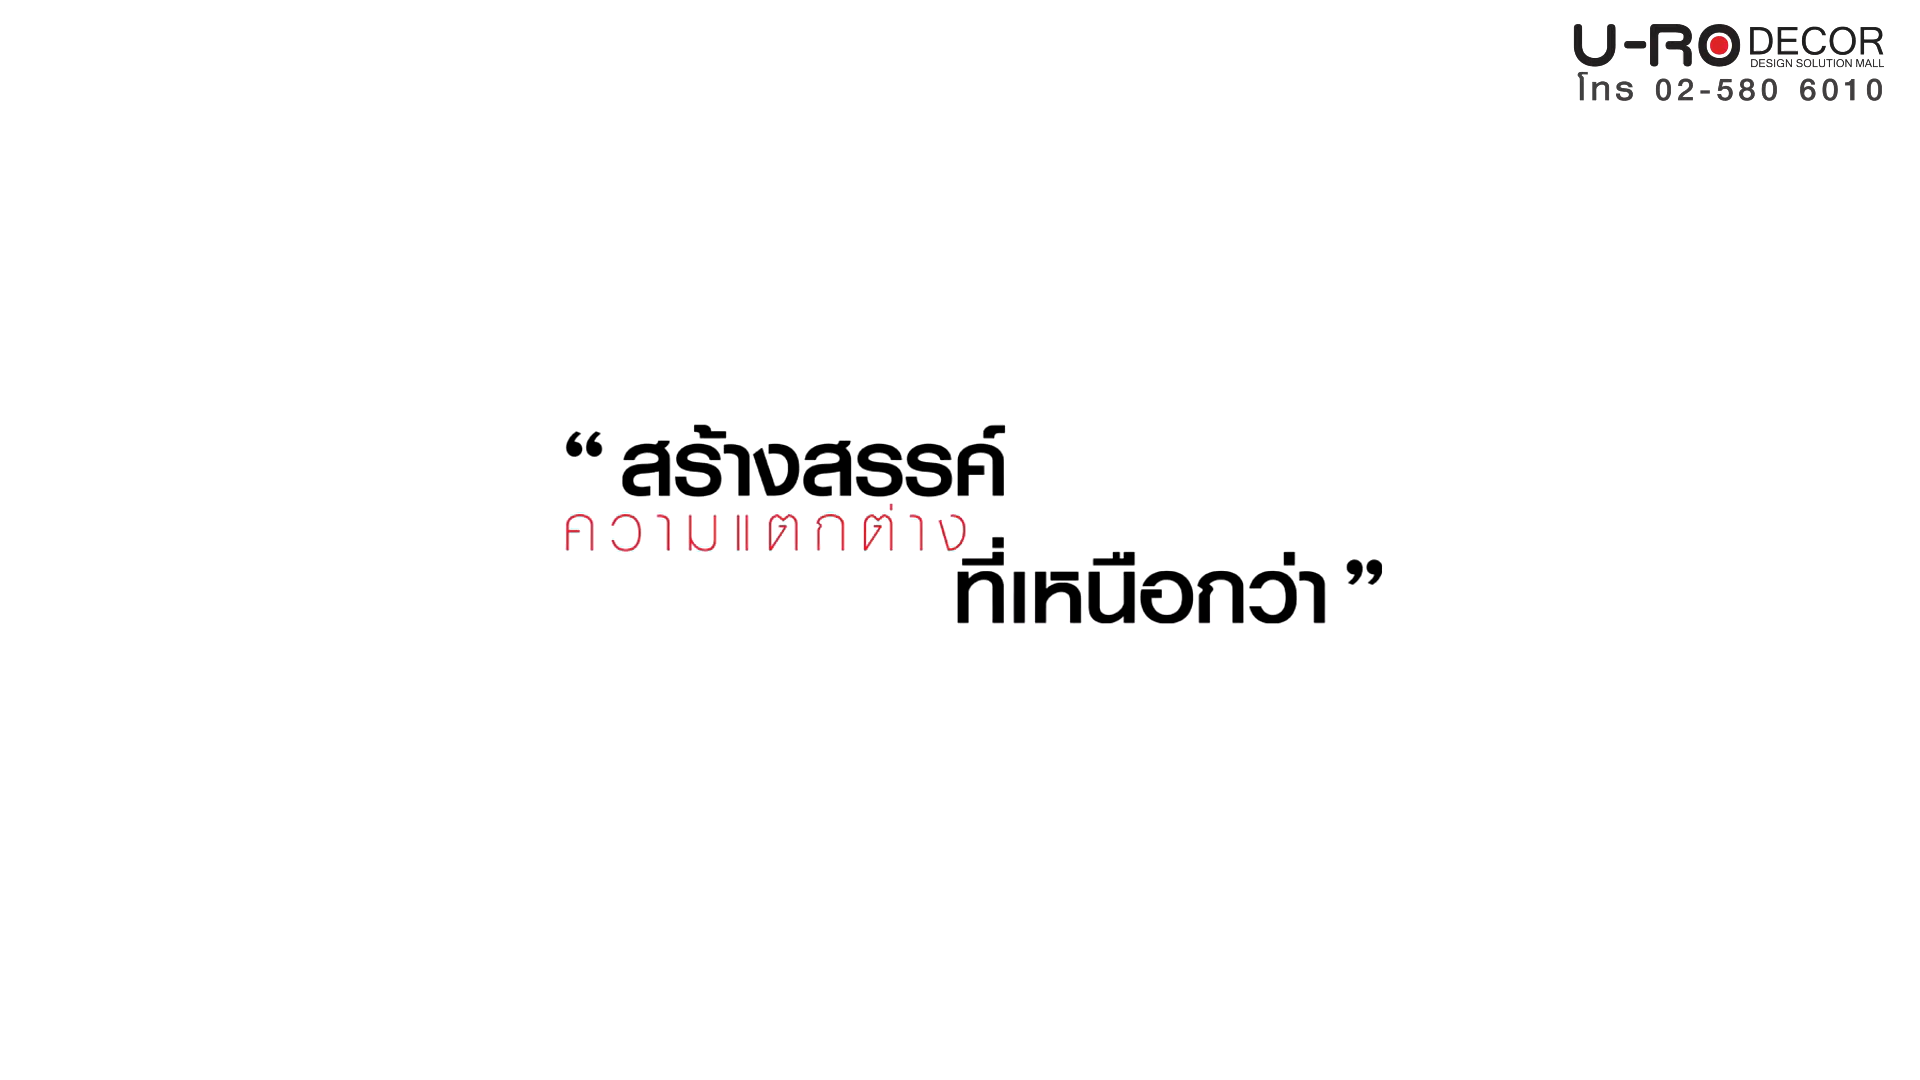 U-RO DECOR
DESIGN SOLUTION MALL
โทร 02-580 6010
“ สร้างสรรค์
ความแตกต่าง
ที่เหนือกว่า ”